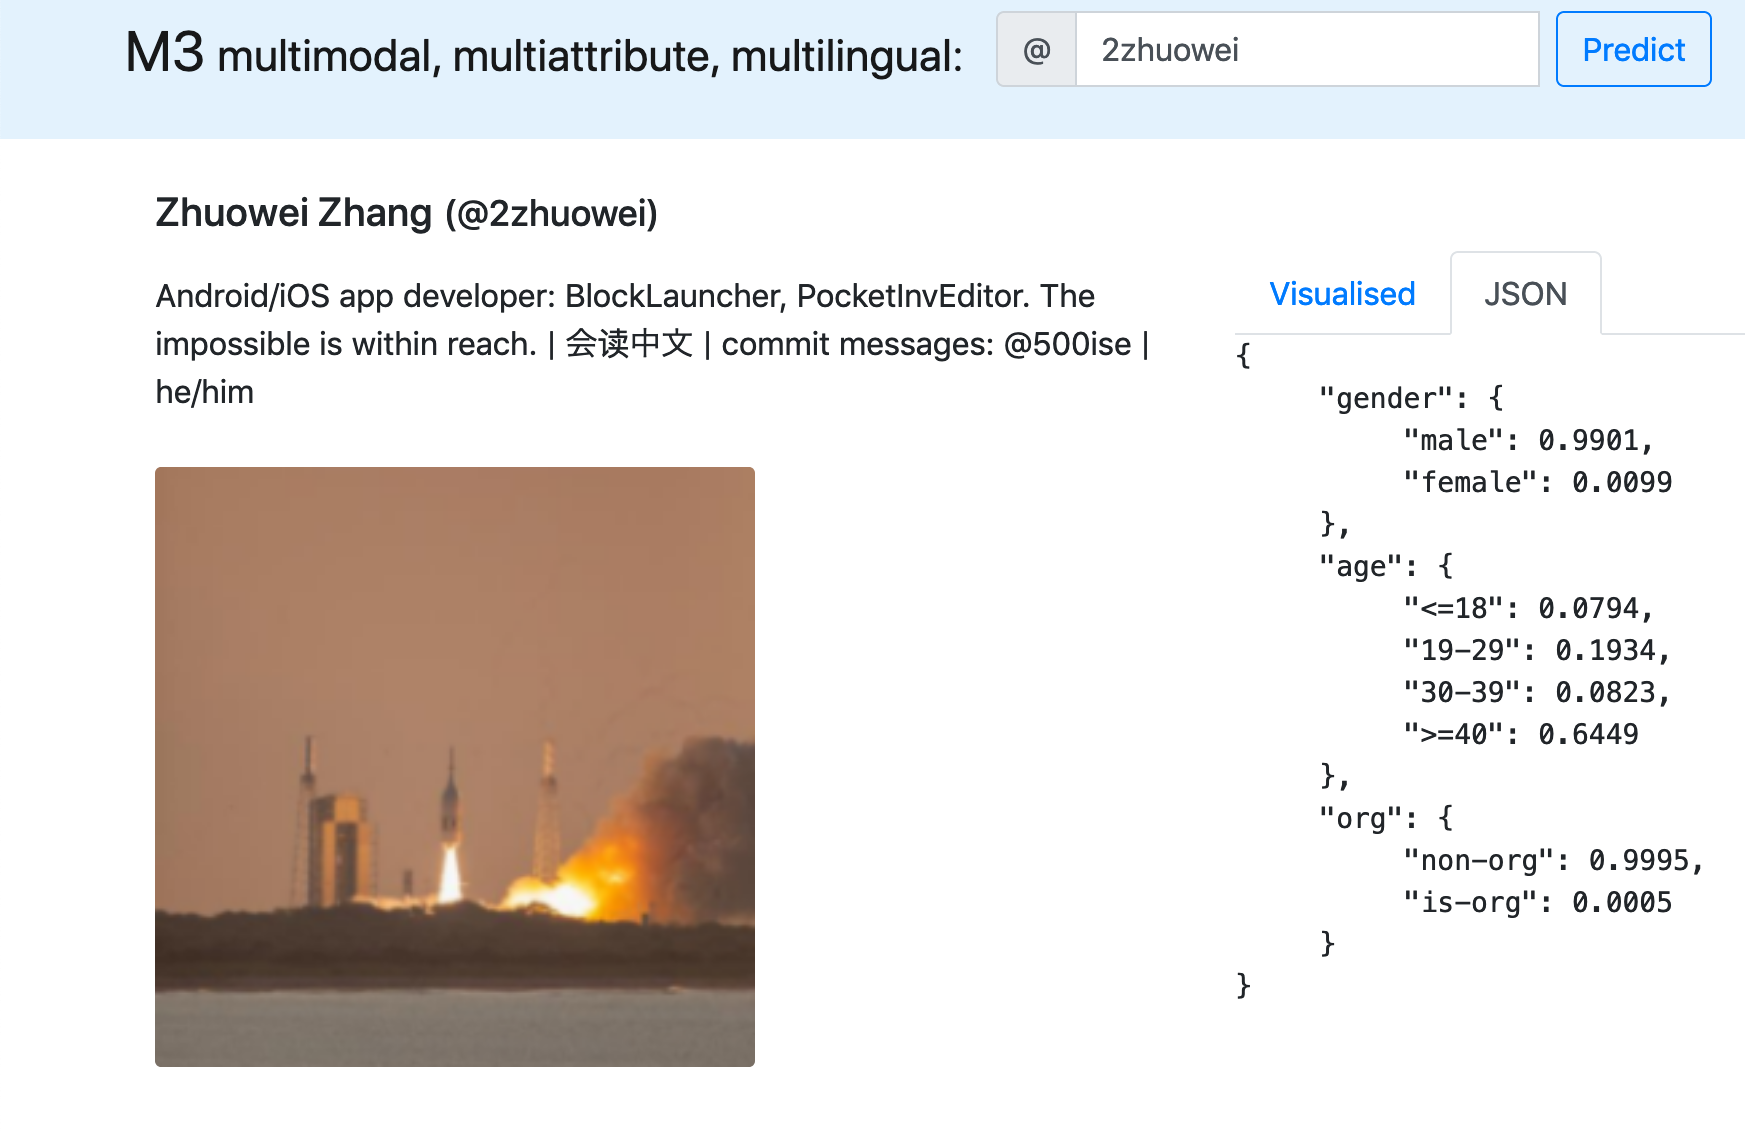 M3 multimodal, multiattribute, multilingual:
@
2zhuowei
Predict
Zhuowei Zhang (@2zhuowei)
Android/iOS app developer: BlockLauncher, PocketInvEditor. The
impossible is within reach. | 会读中文 | commit messages: @500ise |
he/him
Visualised
JSON
{
"gender": {
"male": 0.9901,
"female": 0.0099
},
"age": {
"<=18": 0.0794,
"19-29": 0.1934,
"30-39": 0.0823,
">=40": 0.6449
},
"org": {
"non-org": 0.9995,
"is-org": 0.0005
}
}